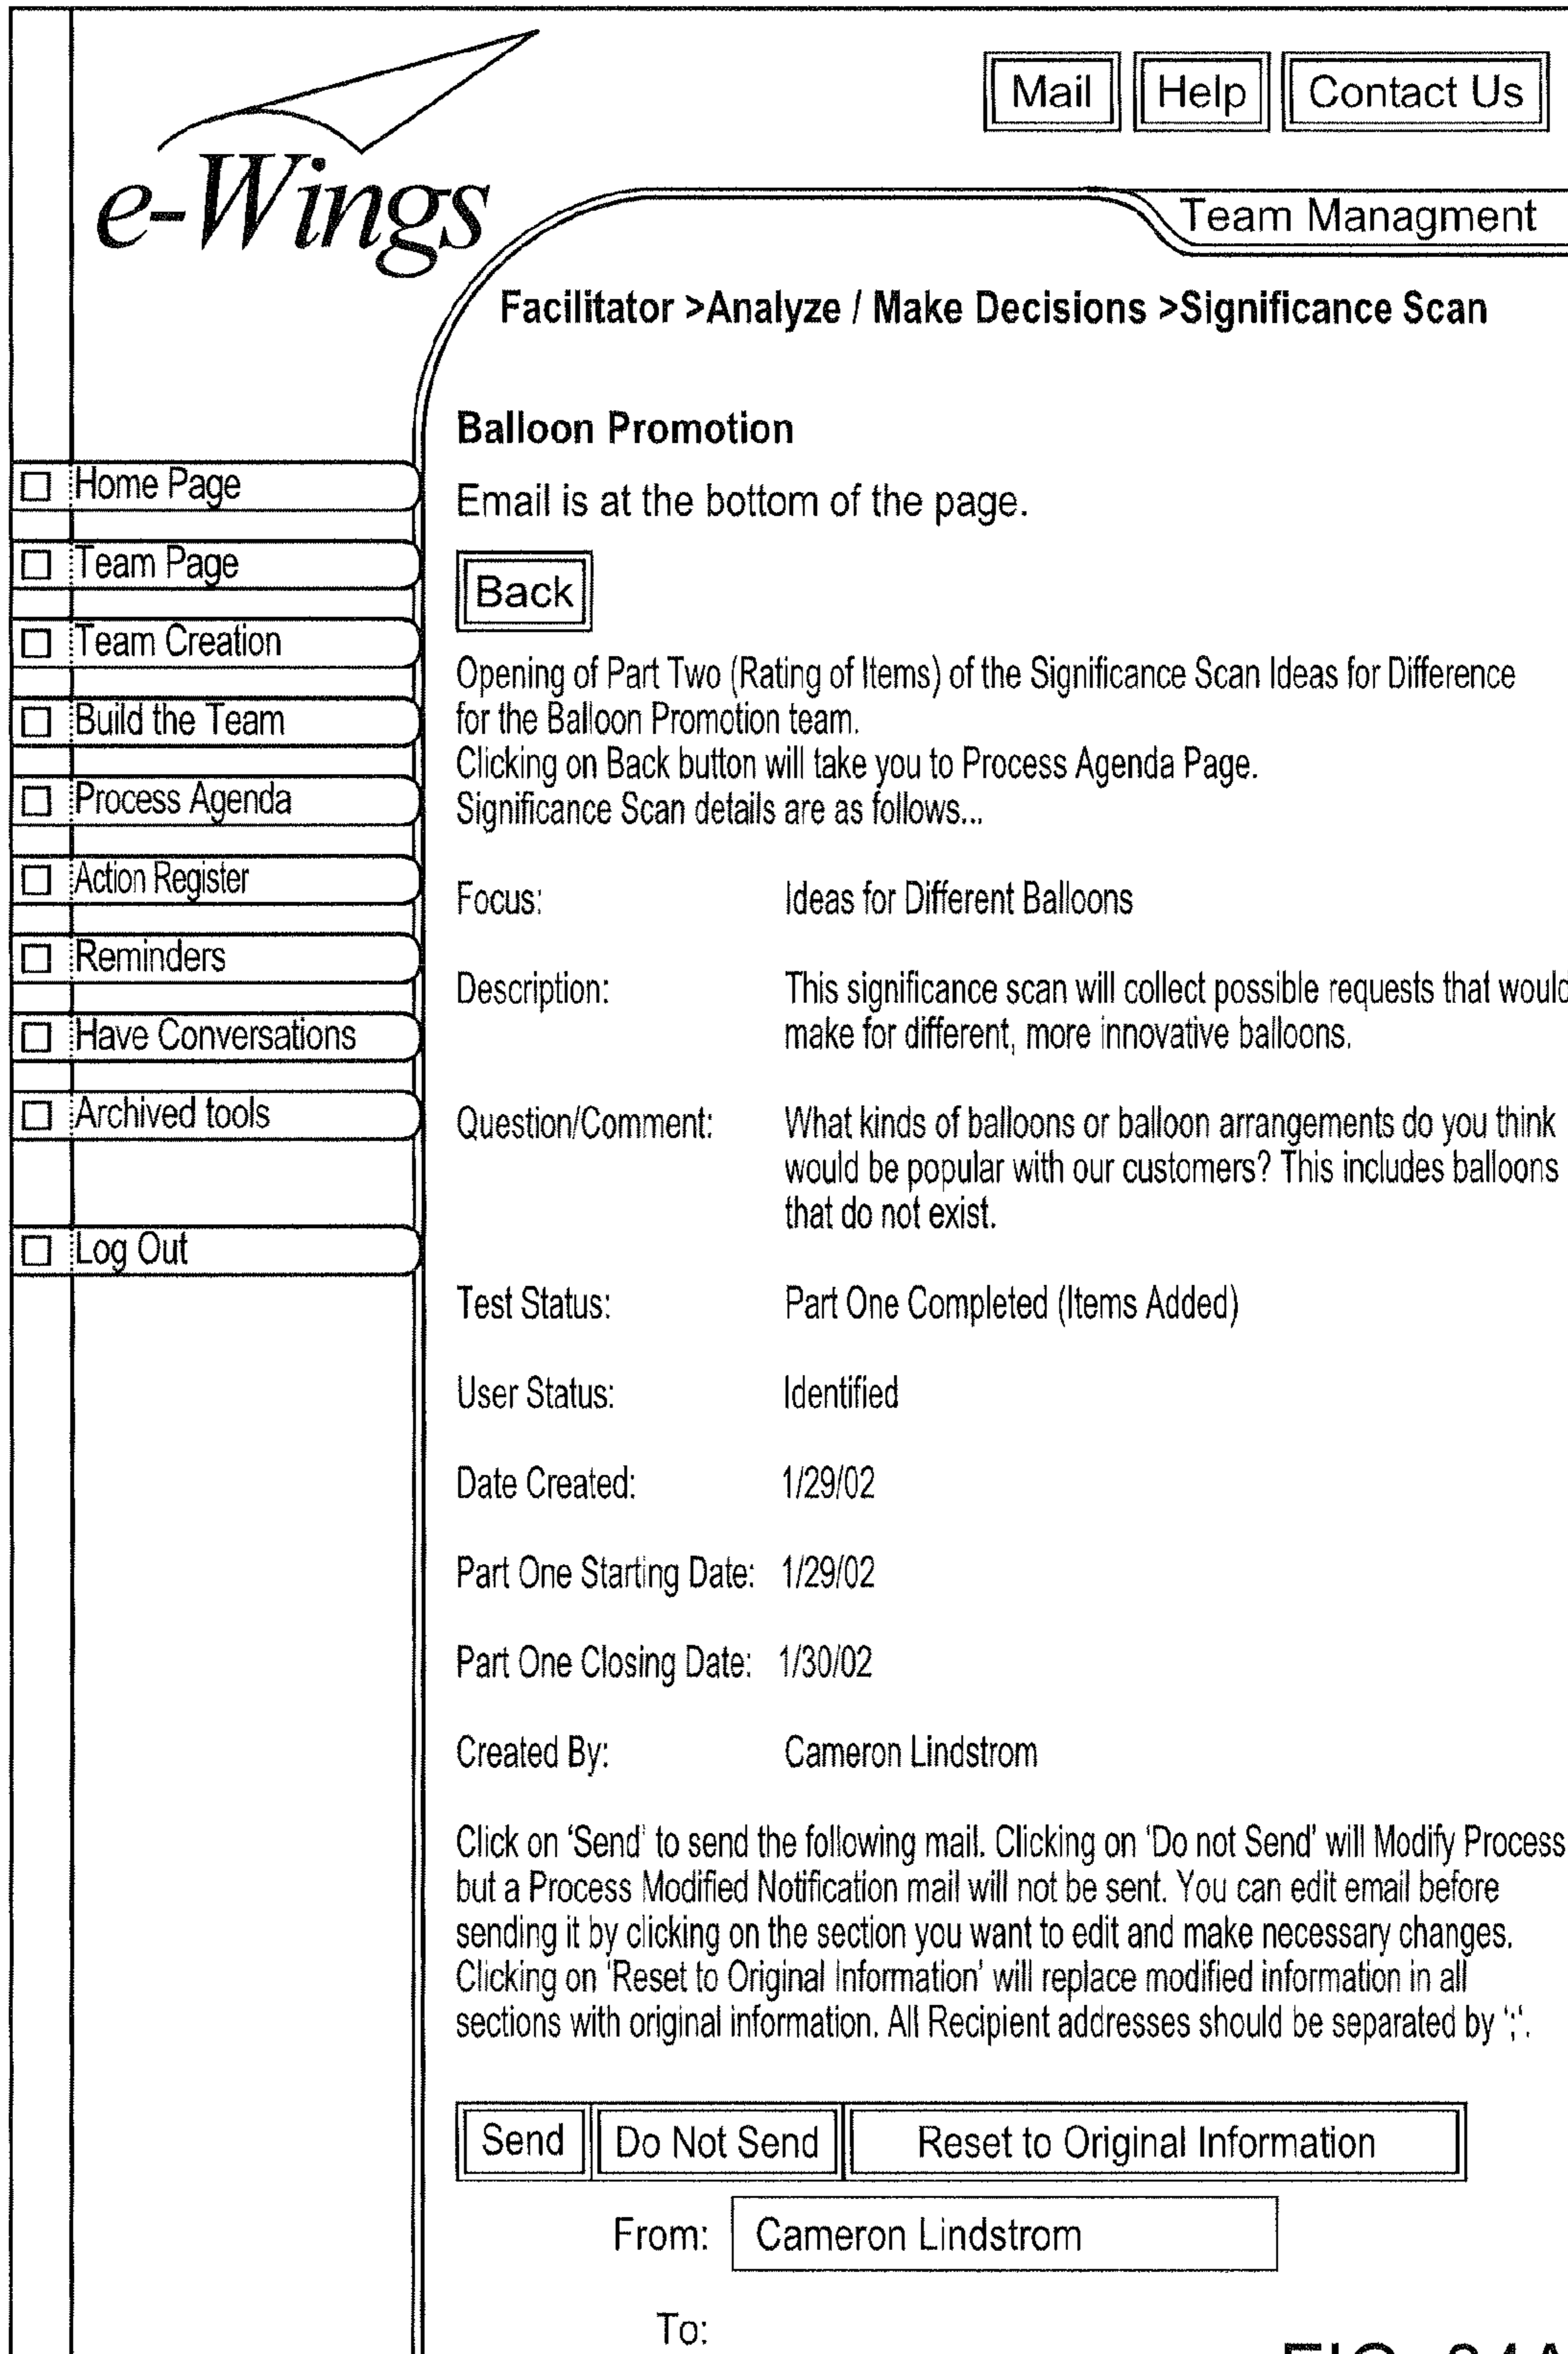 e-Wings
Mail
Help
Contact Us
Team Managment
Facilitator >Analyze / Make Decisions >Significance Scan
Home Page
Team Page
Team Creation
Build the Team
Process Agenda
Action Register
Reminders
Have Conversations
Archived tools
Log Out
Balloon Promotion
Email is at the bottom of the page.
Back
Opening of Part Two (Rating of Items) of the Significance Scan Ideas for Difference
for the Balloon Promotion team.
Clicking on Back button will take you to Process Agenda Page.
Significance Scan details are as follows...
Focus: Ideas for Different Balloons
Description: This significance scan will collect possible requests that would
make for different, more innovative balloons.
Question/Comment: What kinds of balloons or balloon arrangements do you think
would be popular with our customers? This includes balloons
that do not exist.
Test Status: Part One Completed (Items Added)
User Status: Identified
Date Created: 1/29/02
Part One Starting Date: 1/29/02
Part One Closing Date: 1/30/02
Created By: Cameron Lindstrom
Click on ‘Send’ to send the following mail. Clicking on ‘Do not Send’ will Modify Process
but a Process Modified Notification mail will not be sent. You can edit email before
sending it by clicking on the section you want to edit and make necessary changes.
Clicking on ‘Reset to Original Information’ will replace modified information in all
sections with original information. All Recipient addresses should be separated by ‘;‘.
Send
Do Not Send
Reset to Original Information
From: Cameron Lindstrom
To: